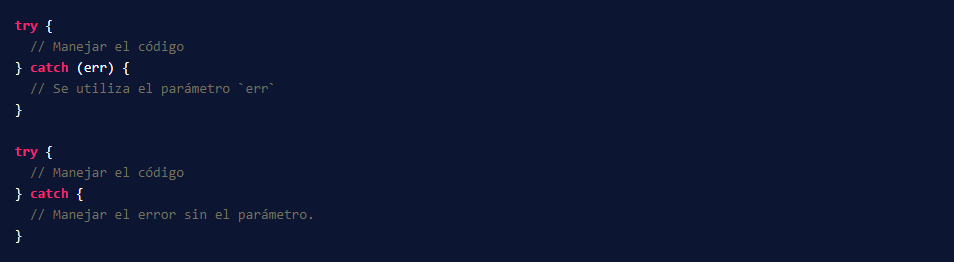 try {
  // Manejar el código
} catch (err) {
  // Se utiliza el parámetro `err`
}

try {
  // Manejar el código
} catch {
  // Manejar el error sin el parámetro.
}